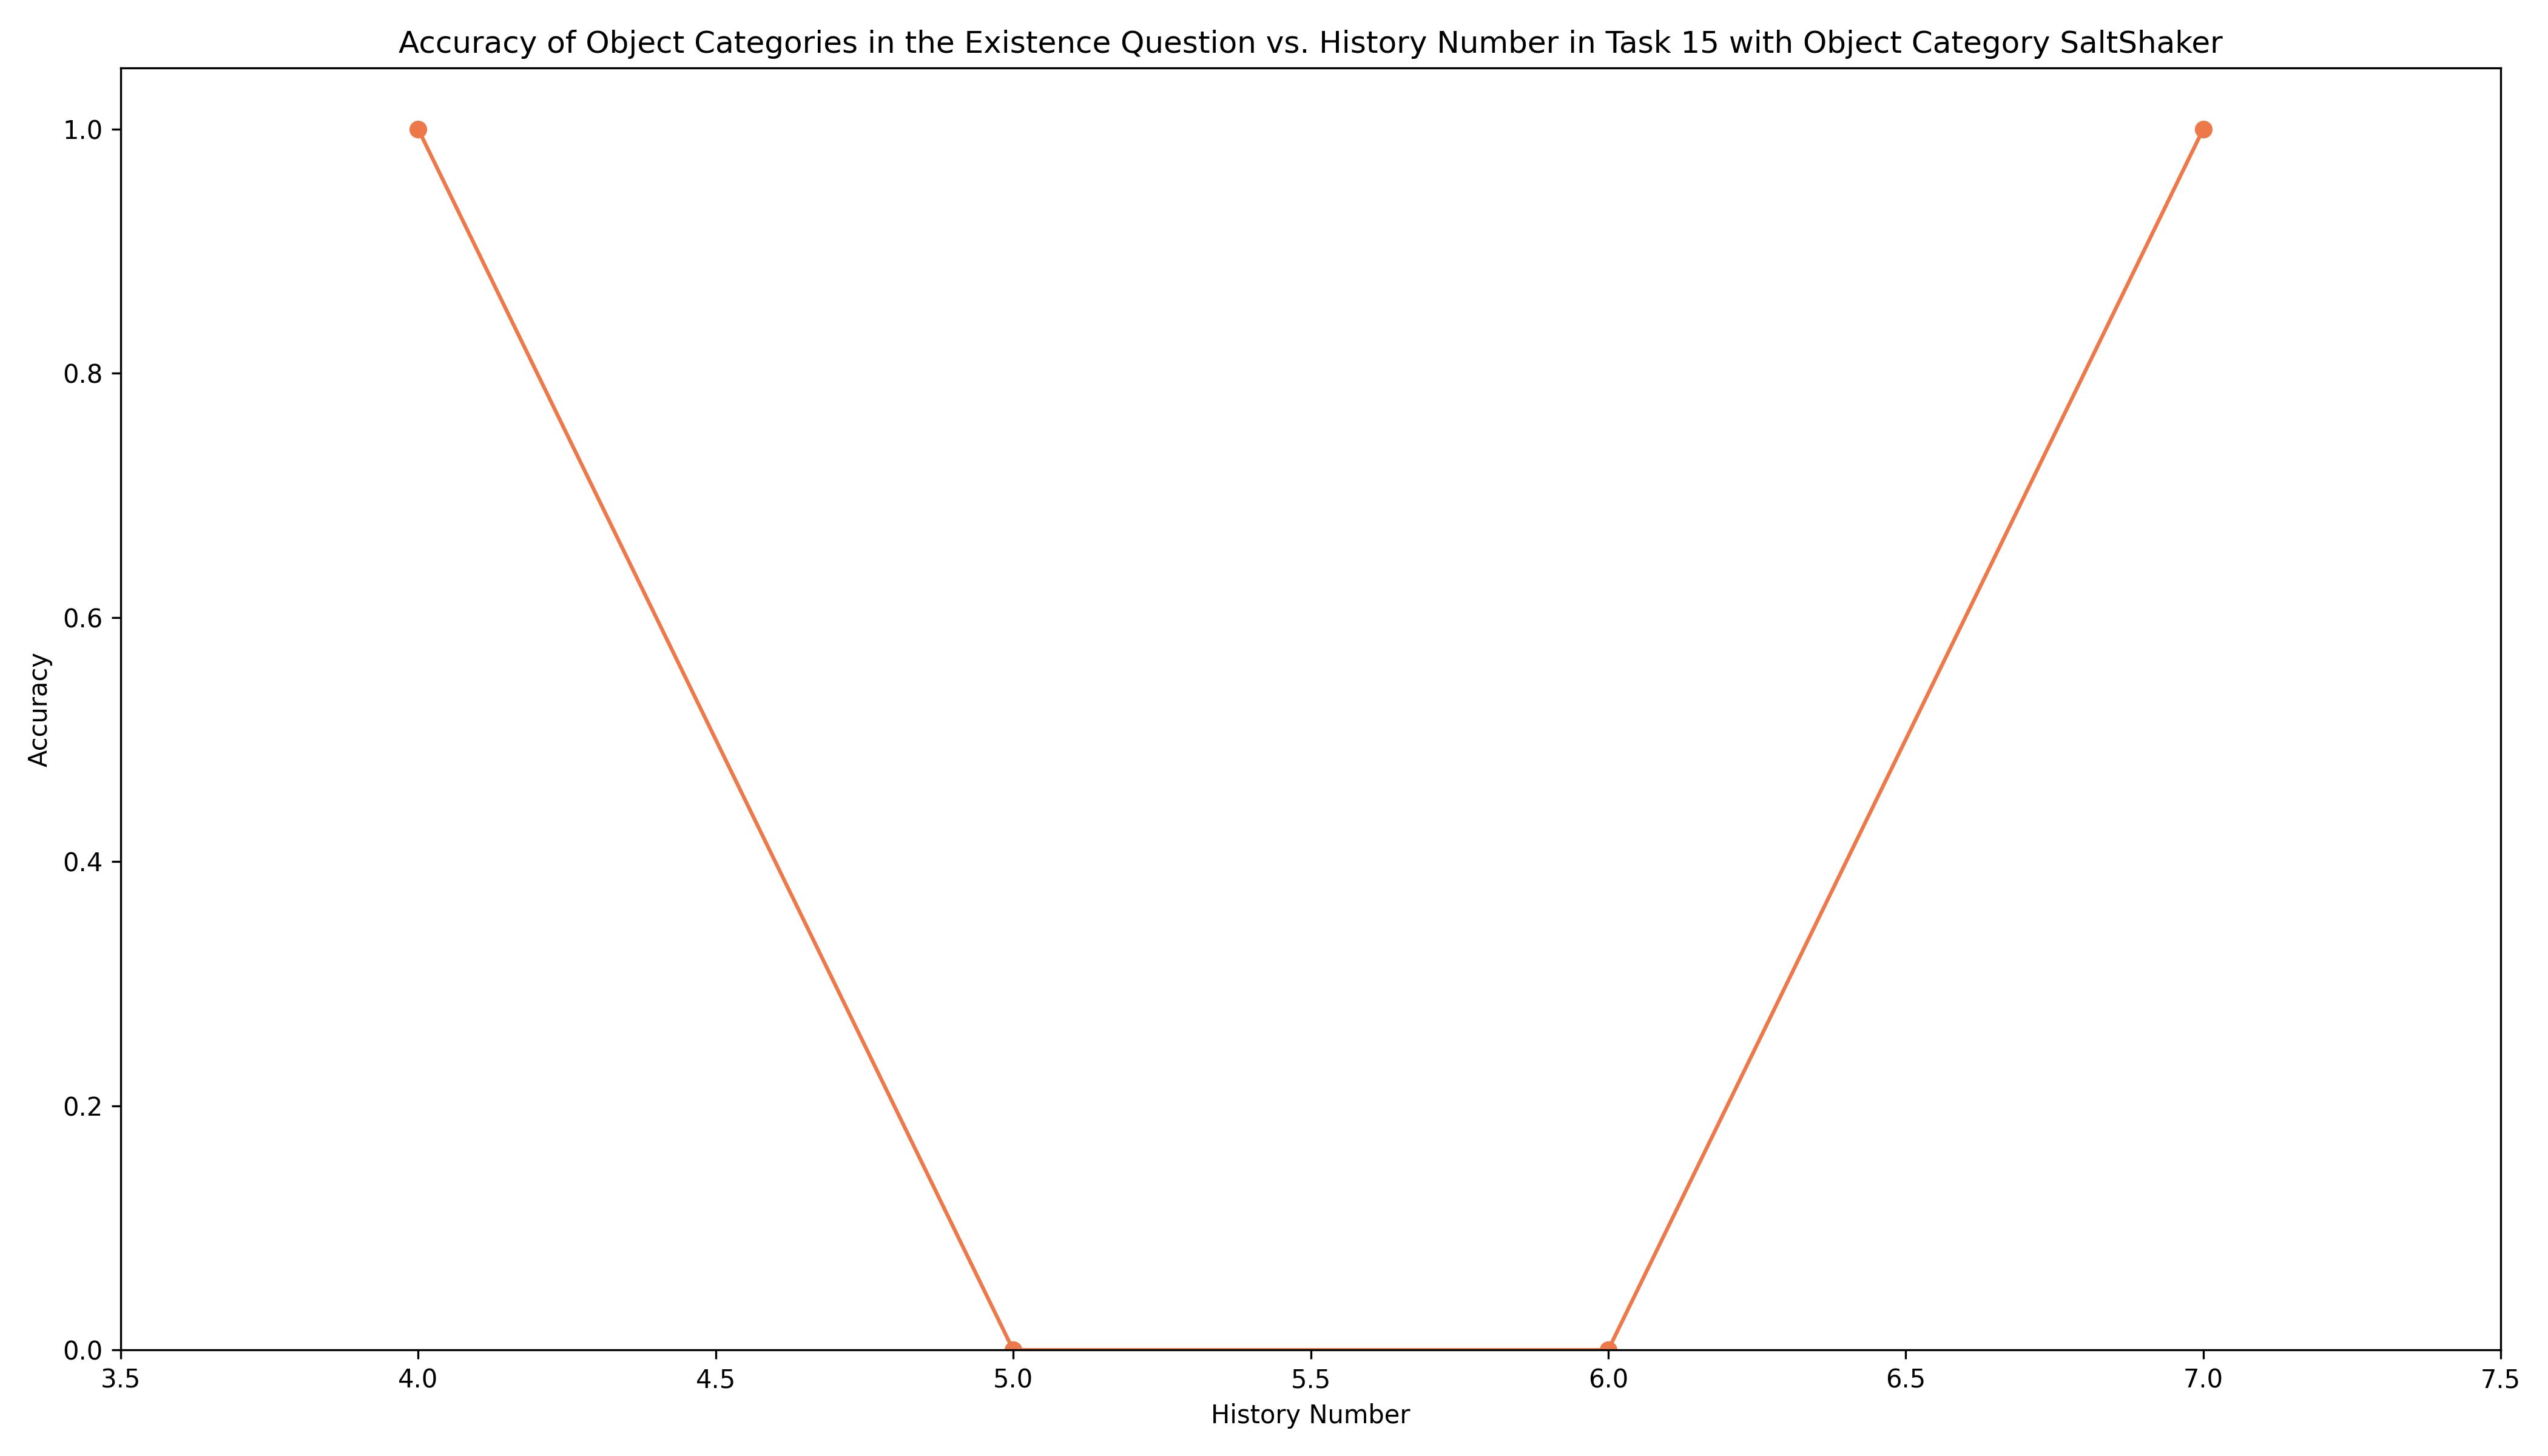 Accuracy of Object Categories in the Existence Question vs. History Number in Task 15 with Object Category SaltShaker
1.0
0.8
0.6
0.4
0.2
0.0
Accuracy
3.5 4.0 4.5 5.0 5.5 6.0 6.5 7.0 7.5
History Number